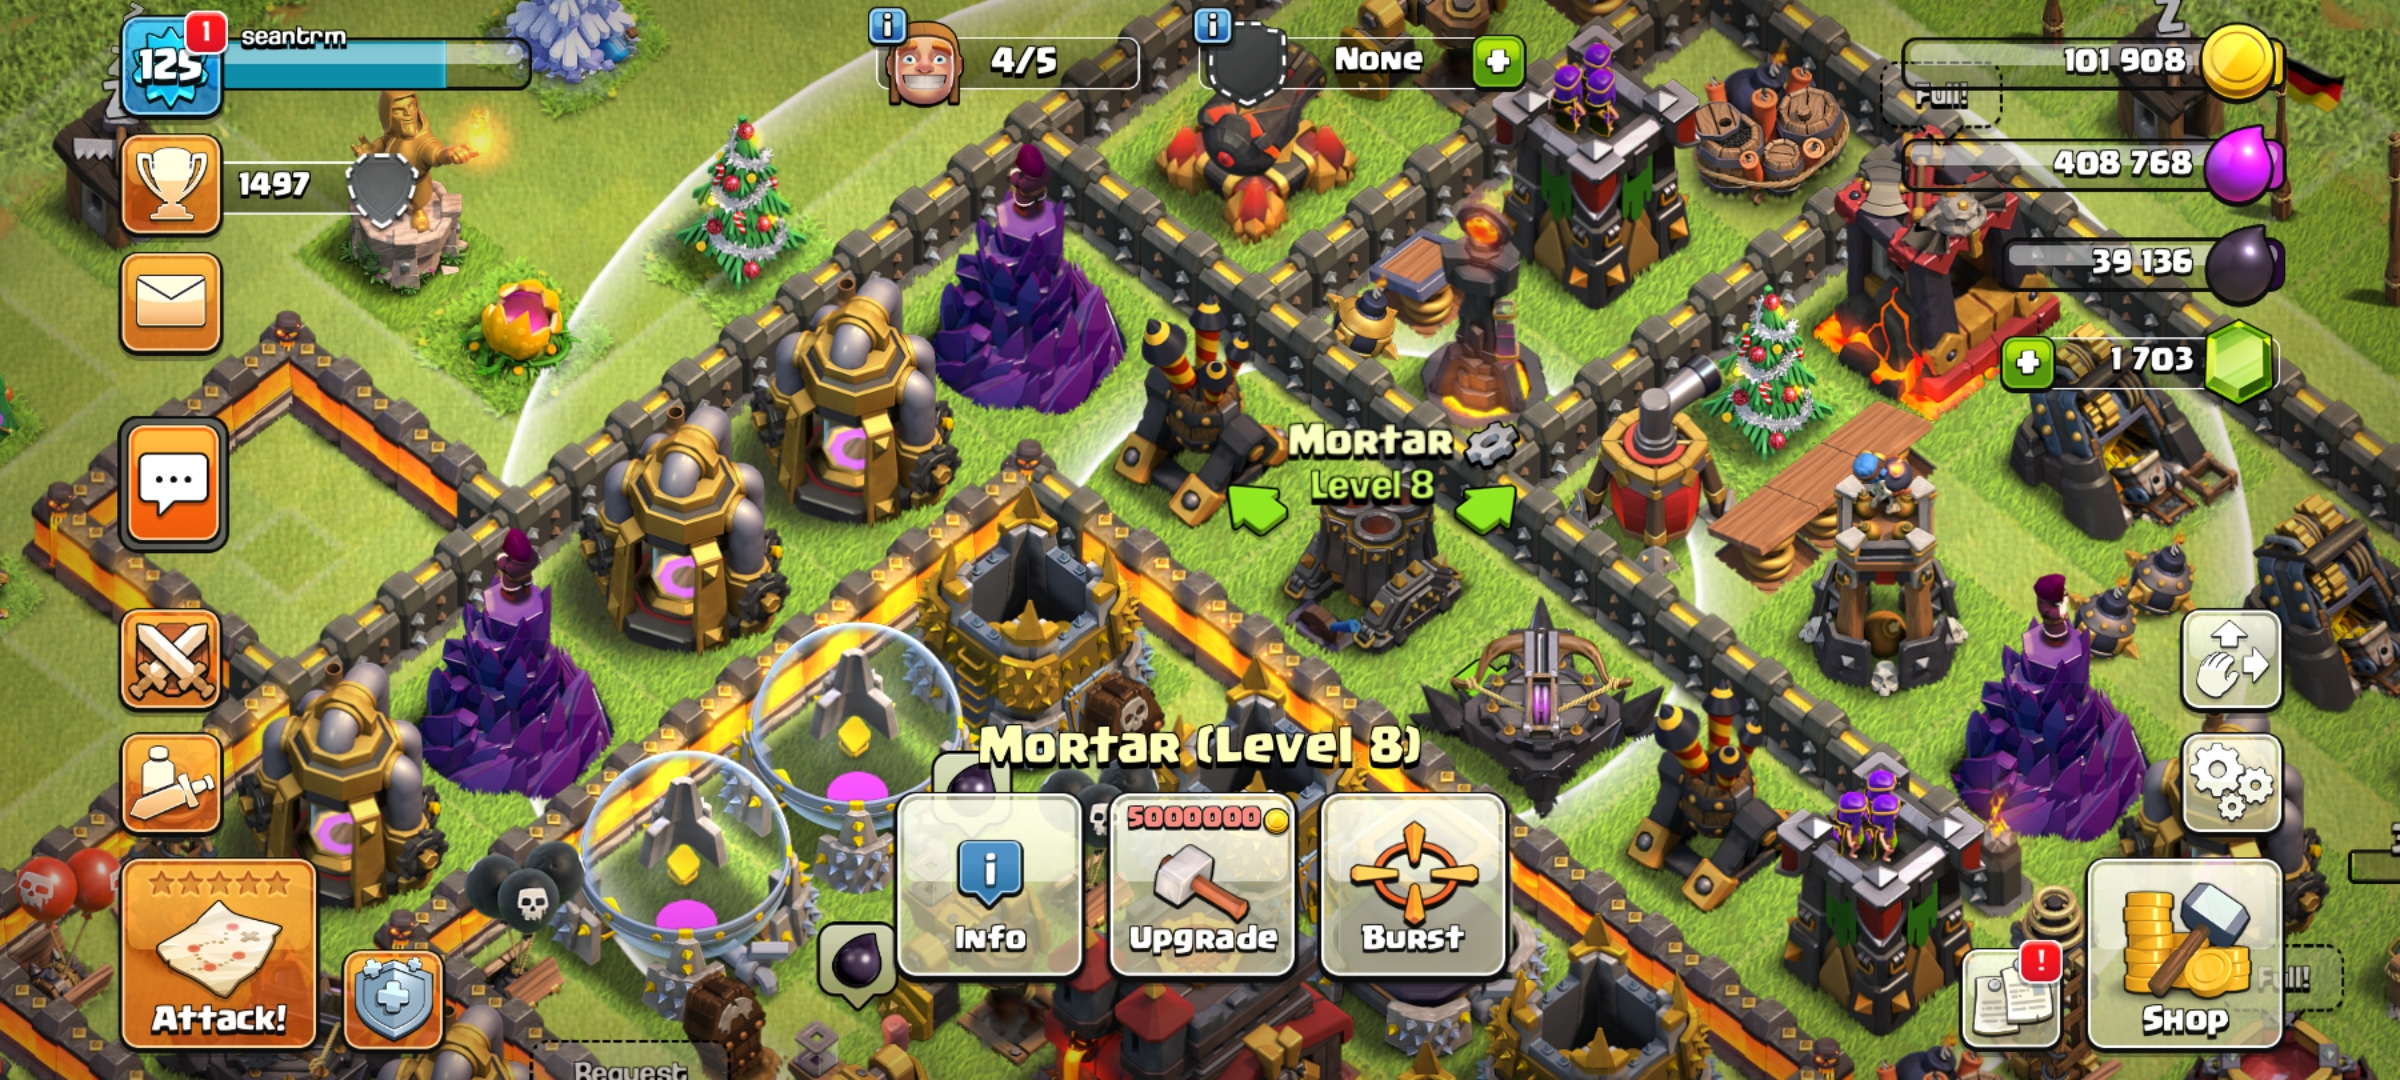 125
1
seantrm
4/5
None
101 908
Full!
1497
408 768
39 136
1 703
Mortar
Level 8
Mortar (Level 8)
5000000
Info
Upgrade
Burst
Attack!
!
Full!
Shop
Request